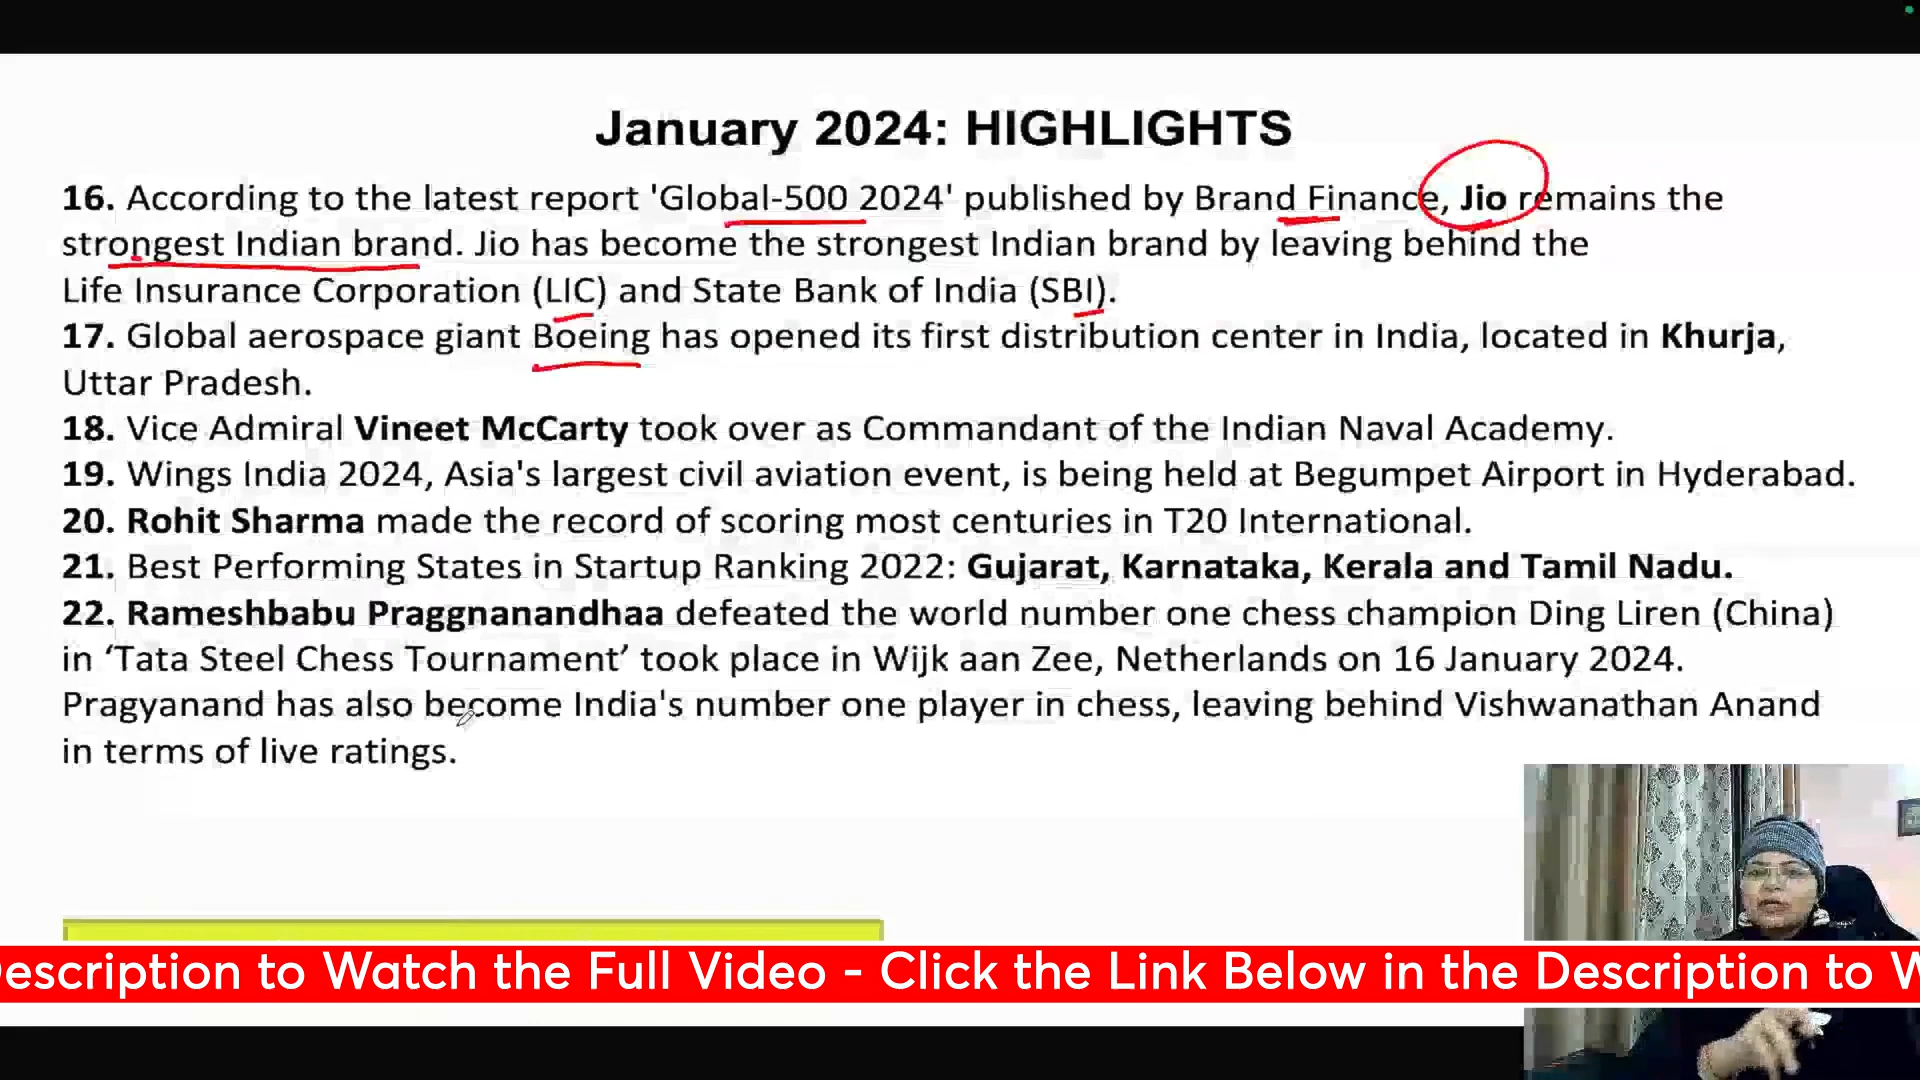 January 2024: HIGHLIGHTS
16. According to the latest report 'Global-500 2024' published by Brand Finance, Jio remains the
strongest Indian brand. Jio has become the strongest Indian brand by leaving behind the
Life Insurance Corporation (LIC) and State Bank of India (SBI).
17. Global aerospace giant Boeing has opened its first distribution center in India, located in Khurja,
Uttar Pradesh.
18. Vice Admiral Vineet McCarty took over as Commandant of the Indian Naval Academy.
19. Wings India 2024, Asia's largest civil aviation event, is being held at Begumpet Airport in Hyderabad.
20. Rohit Sharma made the record of scoring most centuries in T20 International.
21. Best Performing States in Startup Ranking 2022: Gujarat, Karnataka, Kerala and Tamil Nadu.
22. Rameshbabu Praggnanandhaa defeated the world number one chess champion Ding Liren (China)
in ‘Tata Steel Chess Tournament’ took place in Wijk aan Zee, Netherlands on 16 January 2024.
Pragyanand has also become India's number one player in chess, leaving behind Vishwanathan Anand
in terms of live ratings.
escription to Watch the Full Video - Click the Link Below in the Description to W